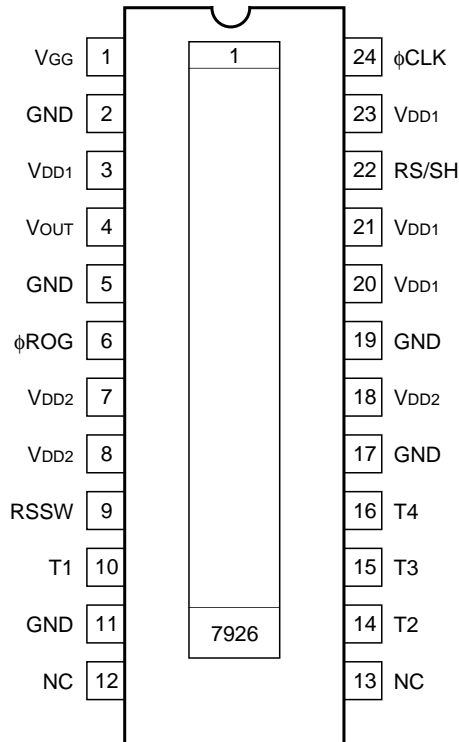 VGG 1 1 24 ϕCLK
GND 2 23 VDD1
VDD1 3 22 RS/SH
VOUT 4 21 VDD1
GND 5 20 VDD1
ϕROG 6 19 GND
VDD2 7 18 VDD2
VDD2 8 17 GND
RSSW 9 16 T4
T1 10 15 T3
GND 11 7926 14 T2
NC 12 13 NC